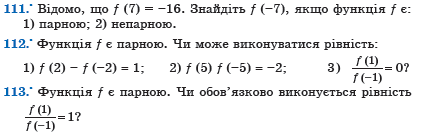 111.• Відомо, що f (7) = −16. Знайдіть f (−7), якщо функція f є:
1) парною; 2) непарною.
112.• Функція f є парною. Чи може виконуватися рівність:
1) f (2) − f (−2) = 1; 2) f (5) f (−5) = −2; 3) f (1) / f (−1) = 0?
113.• Функція f є парною. Чи обов'язково виконується рівність
f (1) / f (−1) = 1?